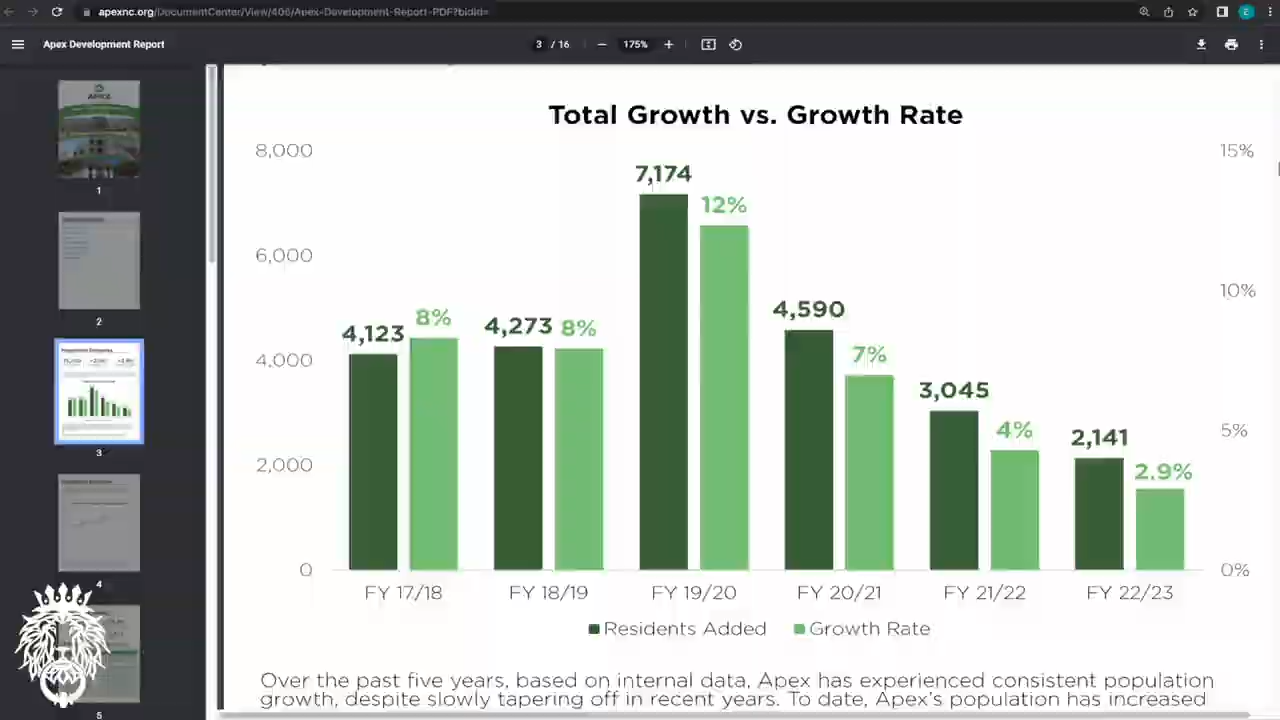 apexnc.org/DocumentCenter/View/406/Apex-Development-Report-PDF?bidId=
Apex Development Report
3 / 16
175%
Total Growth vs. Growth Rate
8,000
15%
7,174
12%
6,000
10%
4,123
8%
4,273
8%
4,590
7%
4,000
3,045
4%
5%
2,141
2.9%
2,000
0
0%
FY 17/18
FY 18/19
FY 19/20
FY 20/21
FY 21/22
FY 22/23
Residents Added
Growth Rate
Over the past five years, based on internal data, Apex has experienced consistent population
growth, despite slowly tapering off in recent years. To date, Apex's population has increased
1
2
3
4
5